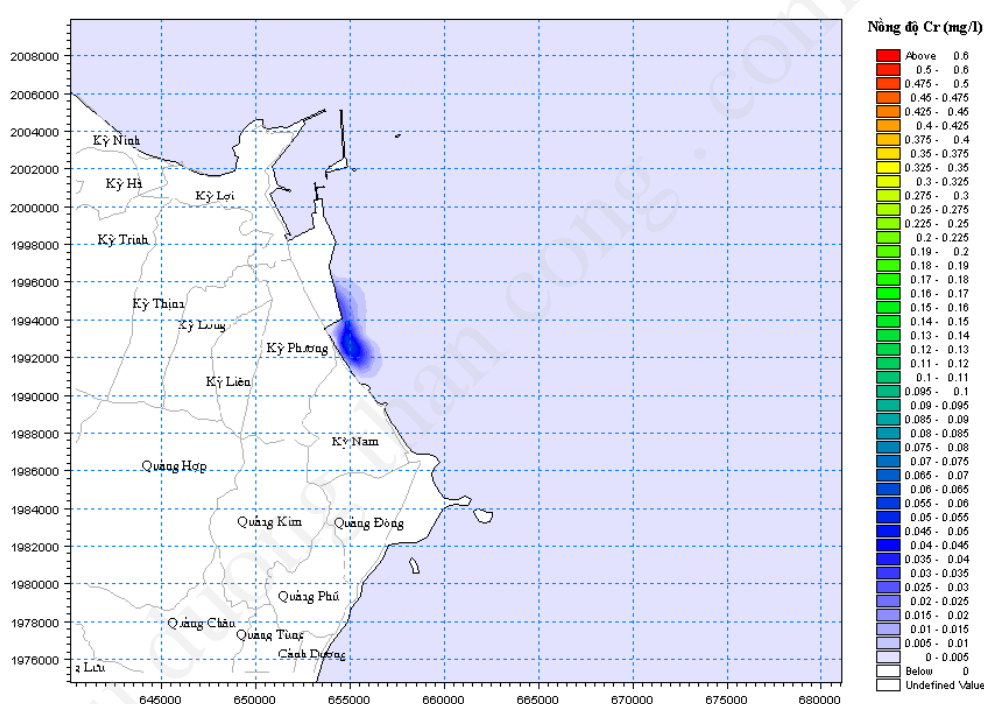 Nồng độ Cr (mg/l)
Above 0.6
0.5 - 0.6
0.475 - 0.5
0.45 - 0.475
0.425 - 0.45
0.4 - 0.425
0.375 - 0.4
0.35 - 0.375
0.325 - 0.35
0.3 - 0.325
0.275 - 0.3
0.25 - 0.275
0.225 - 0.25
0.2 - 0.225
0.19 - 0.2
0.18 - 0.19
0.17 - 0.18
0.16 - 0.17
0.15 - 0.16
0.14 - 0.15
0.13 - 0.14
0.12 - 0.13
0.11 - 0.12
0.1 - 0.11
0.095 - 0.1
0.09 - 0.095
0.085 - 0.09
0.08 - 0.085
0.075 - 0.08
0.07 - 0.075
0.065 - 0.07
0.06 - 0.065
0.055 - 0.06
0.05 - 0.055
0.045 - 0.05
0.04 - 0.045
0.035 - 0.04
0.03 - 0.035
0.025 - 0.03
0.02 - 0.025
0.015 - 0.02
0.01 - 0.015
0.005 - 0.01
0 - 0.005
Below 0
Undefined Value
2008000
2006000
2004000
2002000
2000000
1998000
1996000
1994000
1992000
1990000
1988000
1986000
1984000
1982000
1980000
1978000
1976000
Kỳ Ninh
Kỳ Hà
Kỳ Lợi
Kỳ Trinh
Kỳ Thịnh
Kỳ Long
Kỳ Phương
Kỳ Liên
Kỳ Nam
Quảng Hợp
Quảng Kim
Quảng Đông
Quảng Phú
Quảng Châu
Quảng Tùng
Cảnh Dương
Lưu
645000
650000
655000
660000
665000
670000
675000
680000